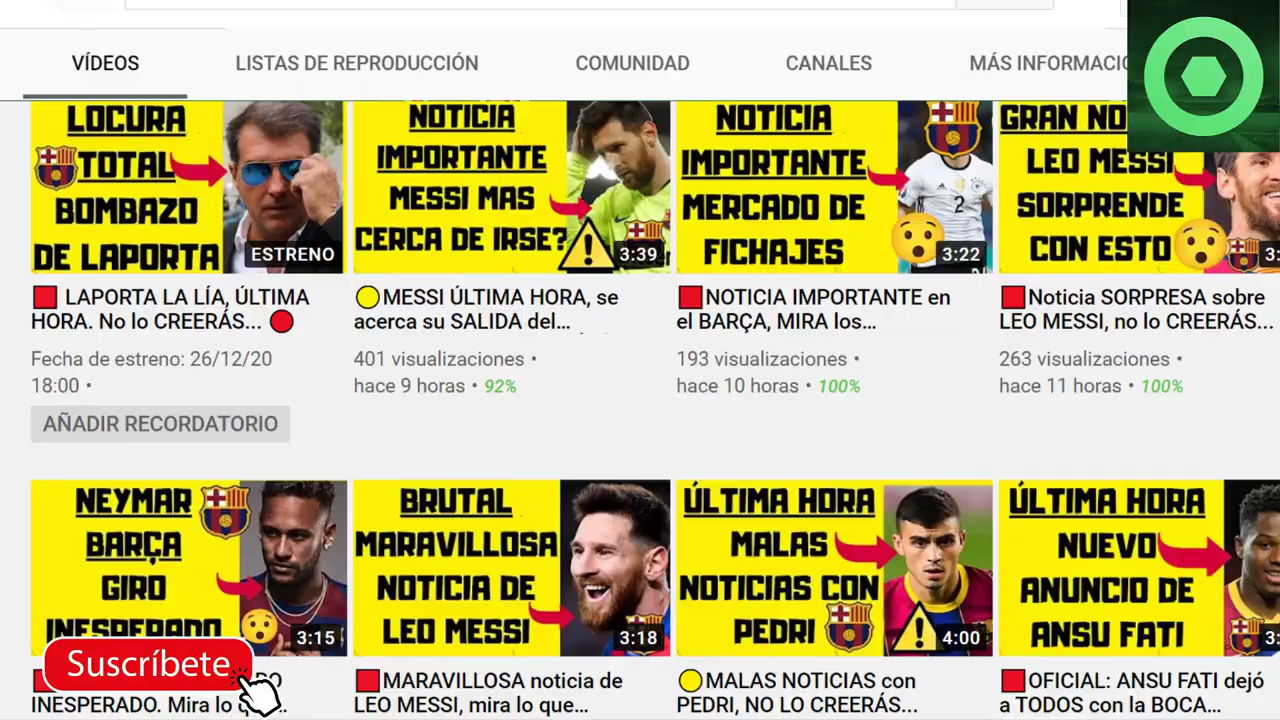 VÍDEOS
LISTAS DE REPRODUCCIÓN
COMUNIDAD
CANALES
MÁS INFORMACIÓ
LOCURA
TOTAL
BOMBAZO
DE LAPORTA
ESTRENO
NOTICIA
IMPORTANTE
MESSI MAS
CERCA DE IRSE?
3:39
NOTICIA
IMPORTANTE
MERCADO DE
FICHAJES
2
3:22
GRAN NO
LEO MESSI
SORPRENDE
CON ESTO
3:
LAPORTA LA LÍA, ÚLTIMA
HORA. No lo CREERÁS...
MESSI ÚLTIMA HORA, se
acerca su SALIDA del...
NOTICIA IMPORTANTE en
el BARÇA, MIRA los...
Noticia SORPRESA sobre
LEO MESSI, no lo CREERÁS...
Fecha de estreno: 26/12/20
18:00 •
401 visualizaciones •
hace 9 horas • 92%
193 visualizaciones •
hace 10 horas • 100%
263 visualizaciones •
hace 11 horas • 100%
AÑADIR RECORDATORIO
NEYMAR
BARÇA
GIRO
INESPERADO
3:15
BRUTAL
MARAVILLOSA
NOTICIA DE
LEO MESSI
3:18
ÚLTIMA HORA
MALAS
NOTICIAS CON
PEDRI
4:00
ÚLTIMA HORA
NUEVO
ANUNCIO DE
ANSU FATI
3:
Suscríbete
INESPERADO. Mira lo
MARAVILLOSA noticia de
LEO MESSI, mira lo que...
MALAS NOTICIAS con
PEDRI, NO LO CREERÁS...
OFICIAL: ANSU FATI dejó
a TODOS con la BOCA...